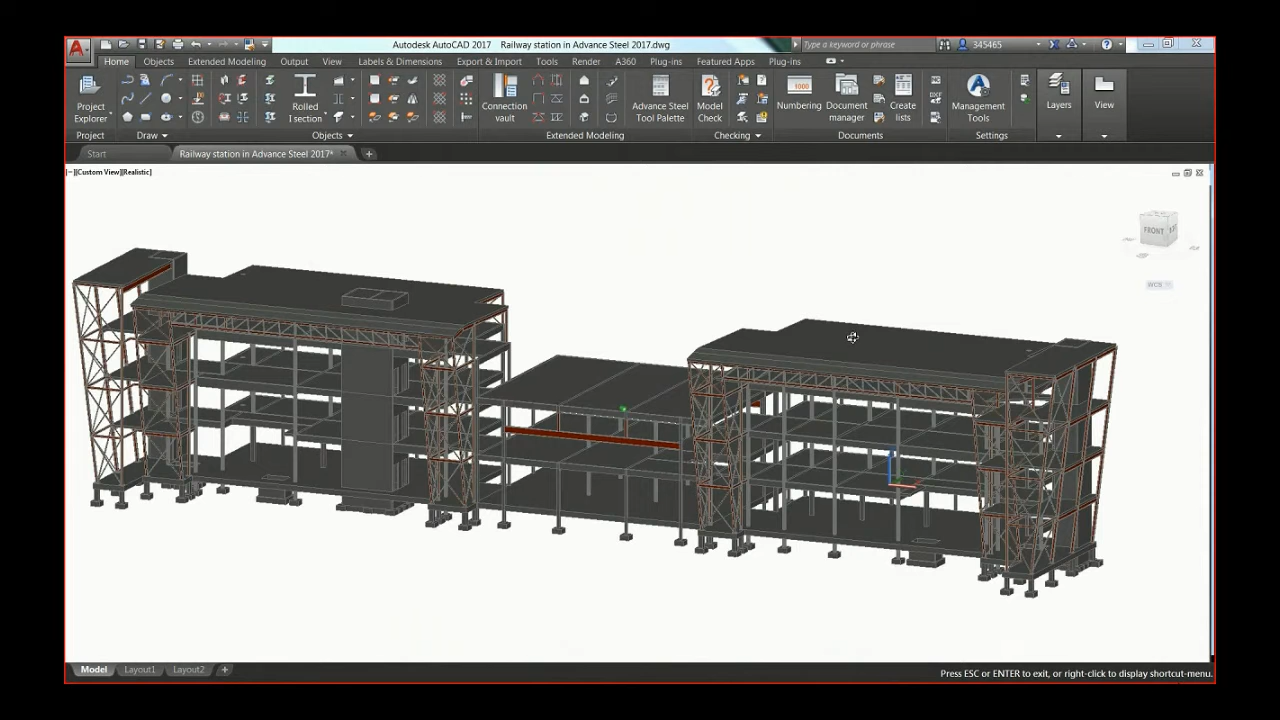 Autodesk AutoCAD 2017 Railway station in Advance Steel 2017.dwg
Type a keyword or phrase
345465
Home Objects Extended Modeling Output View Labels & Dimensions Export & Import Tools Render A360 Plug-ins Featured Apps Plug-ins
Project Explorer
Rolled I section
Connection vault
Advance Steel Tool Palette
Model Check
Numbering
Document manager
Create lists
Management Tools
Layers
View
Project Draw Objects Extended Modeling Checking Documents Settings
Start Railway station in Advance Steel 2017*
[−][Custom View][Realistic]
FRONT
WCS
Model Layout1 Layout2
Press ESC or ENTER to exit, or right-click to display shortcut-menu.